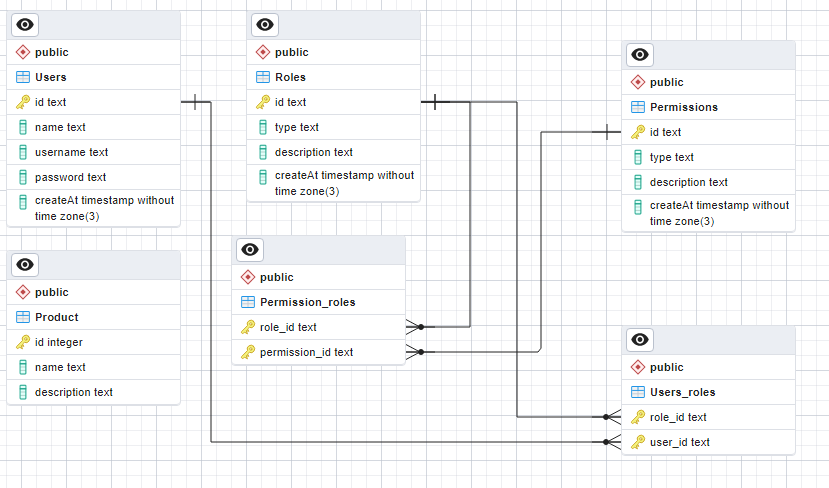 public
Users
id text
name text
username text
password text
createAt timestamp without
time zone(3)
public
Roles
id text
type text
description text
createAt timestamp without
time zone(3)
public
Permissions
id text
type text
description text
createAt timestamp without
time zone(3)
public
Product
id integer
name text
description text
public
Permission_roles
role_id text
permission_id text
public
Users_roles
role_id text
user_id text